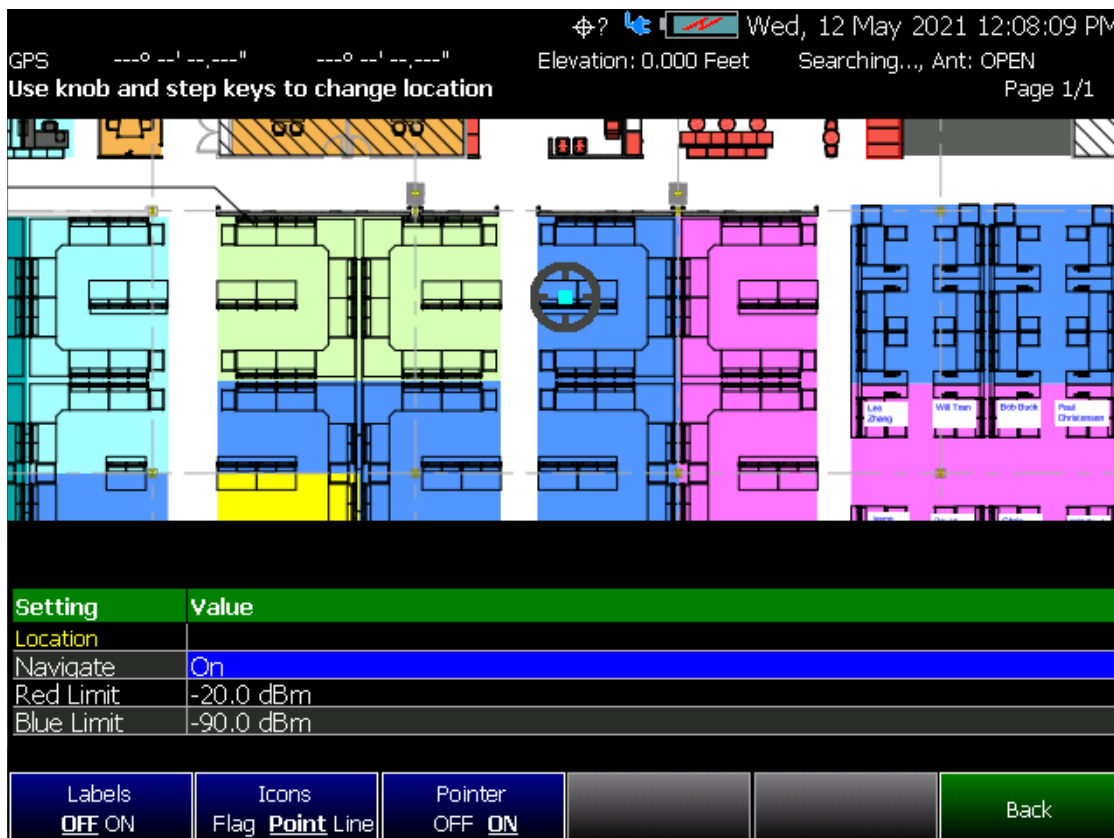 ? Wed, 12 May 2021 12:08:09 PM
GPS ---° --' --.---" ---° --' --.---" Elevation: 0.000 Feet Searching..., Ant: OPEN
Use knob and step keys to change location Page 1/1
Lee Zhang
Will Tran
Bob Buck
Paul Christensen
Setting Value
Location
Navigate On
Red Limit -20.0 dBm
Blue Limit -90.0 dBm
Labels Icons Pointer Back
OFF ON Flag Point Line OFF ON